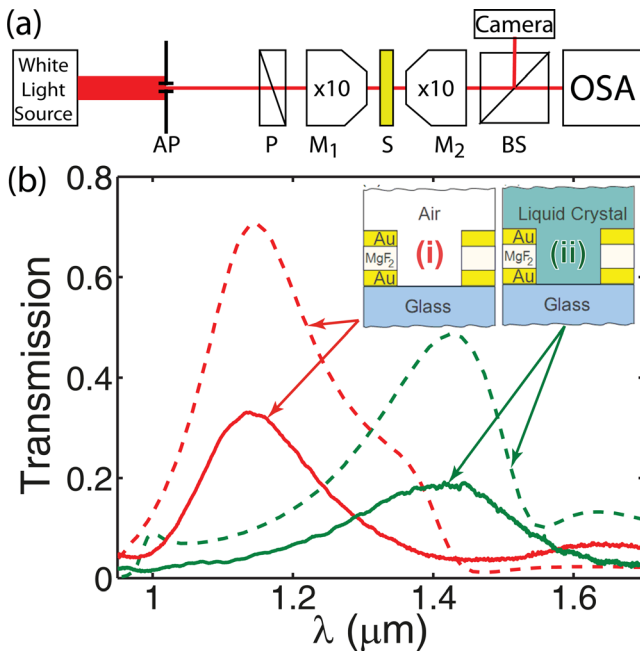 (a)
Camera
White
Light
Source
x10
x10
OSA
AP
P
M1
S
M2
BS
(b)
0.8
0.6
0.4
0.2
0
Transmission
Air
Au
MgF2
Au
(i)
Glass
Liquid Crystal
Au
MgF2
Au
(ii)
Glass
1
1.2
1.4
1.6
λ (μm)